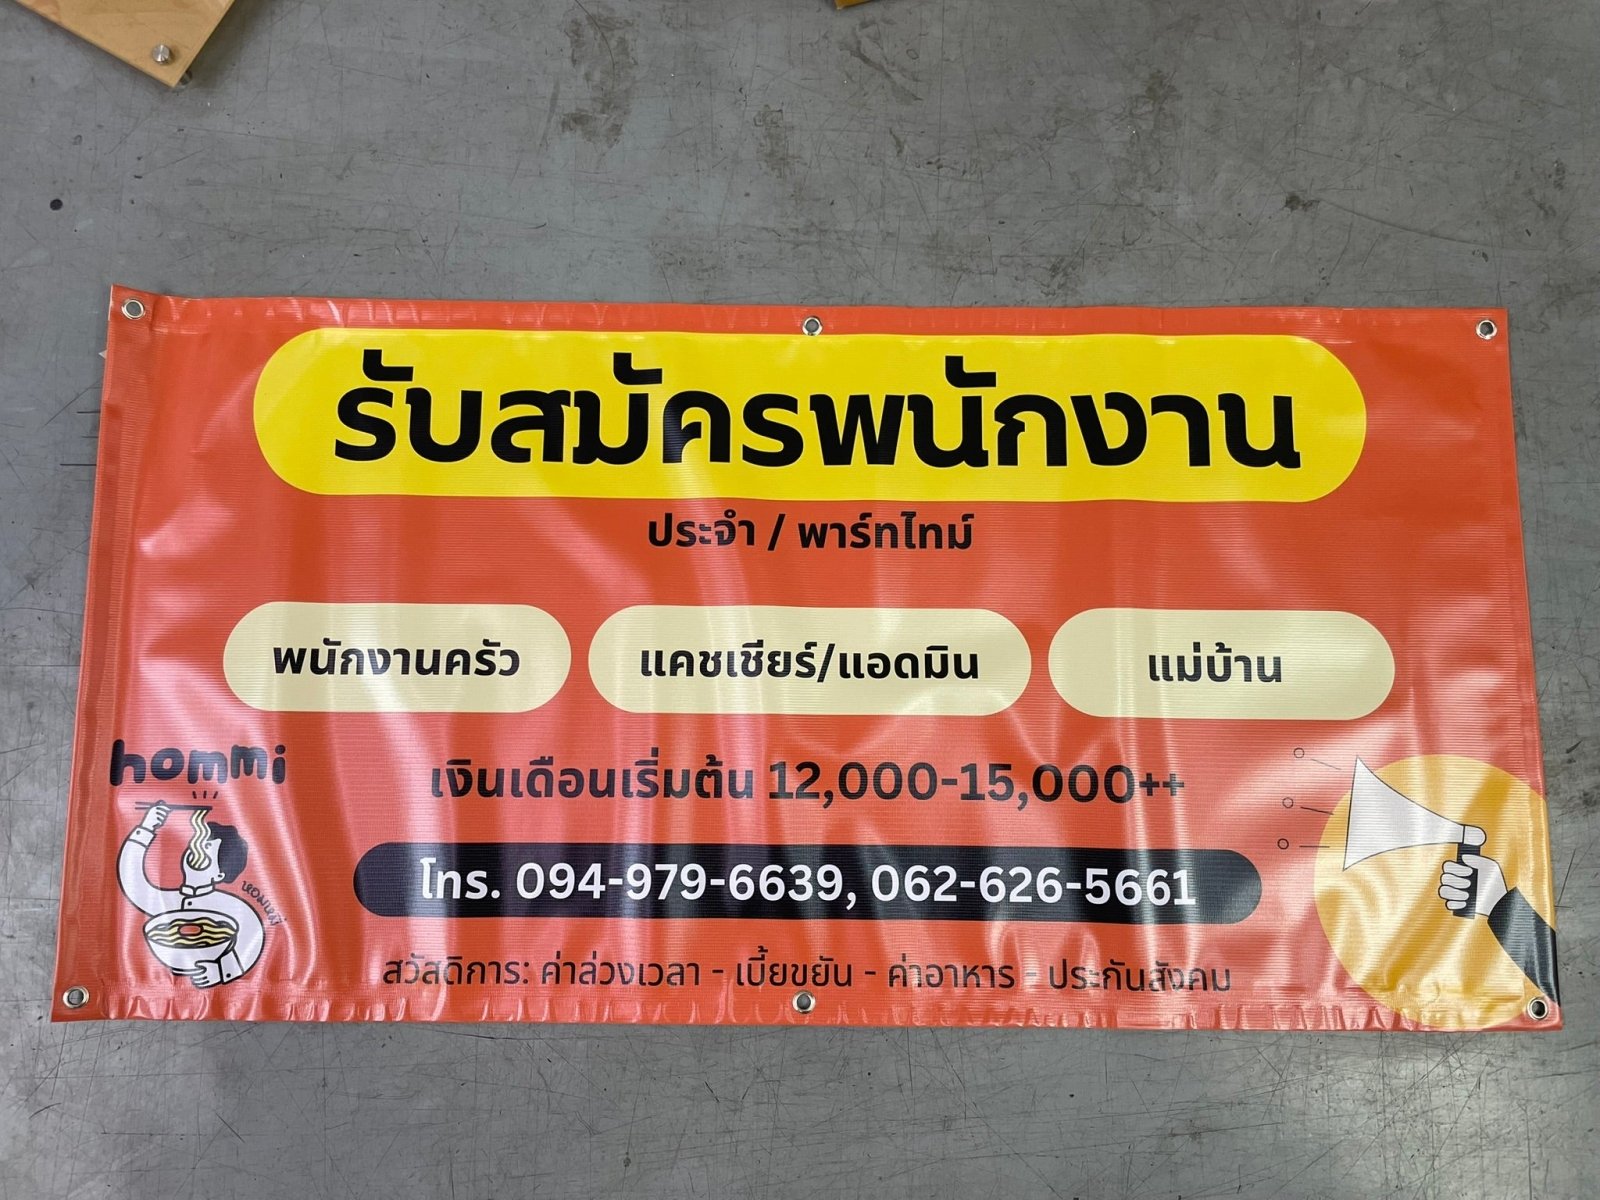 รับสมัครพนักงาน
ประจำ / พาร์ทไทม์
พนักงานครัว
แคชเชียร์/แอดมิน
แม่บ้าน
hommi
หอมหมี่
เงินเดือนเริ่มต้น 12,000-15,000++
โทร. 094-979-6639, 062-626-5661
สวัสดิการ: ค่าล่วงเวลา - เบี้ยขยัน - ค่าอาหาร - ประกันสังคม